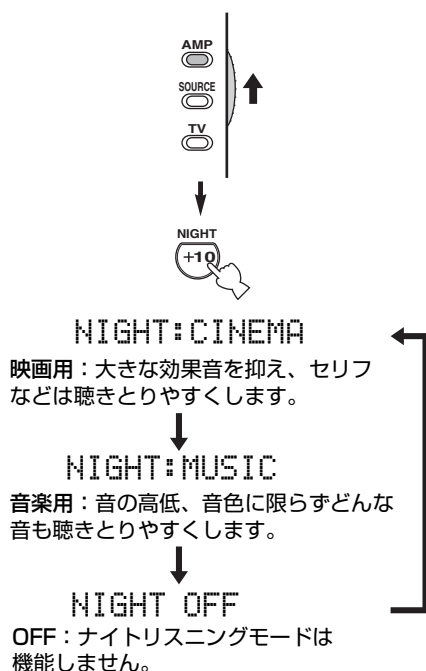 AMP
SOURCE
TV
NIGHT
+10
NIGHT:CINEMA
映画用：大きな効果音を抑え、セリフ
などは聴きとりやすくします。
NIGHT:MUSIC
音楽用：音の高低、音色に限らずどんな
音も聴きとりやすくします。
NIGHT OFF
OFF：ナイトリスニングモードは
機能しません。